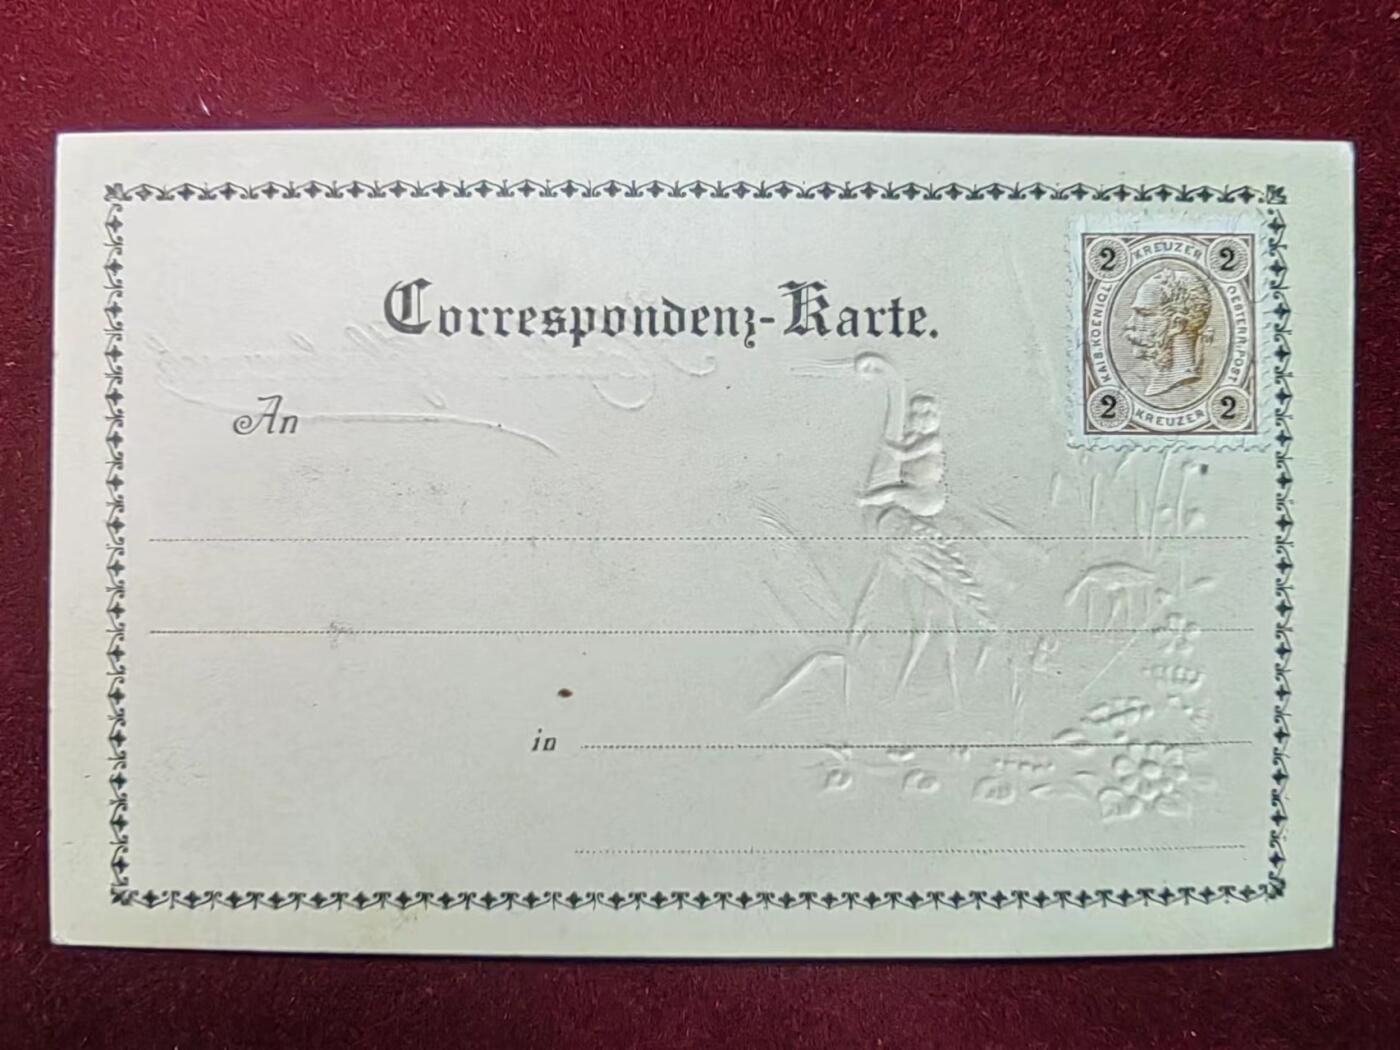 Correspondenz-Karte.
2 KREUZER 2
KAIS. KOENIGL. OESTERR. POST
2 KREUZER 2
An
in